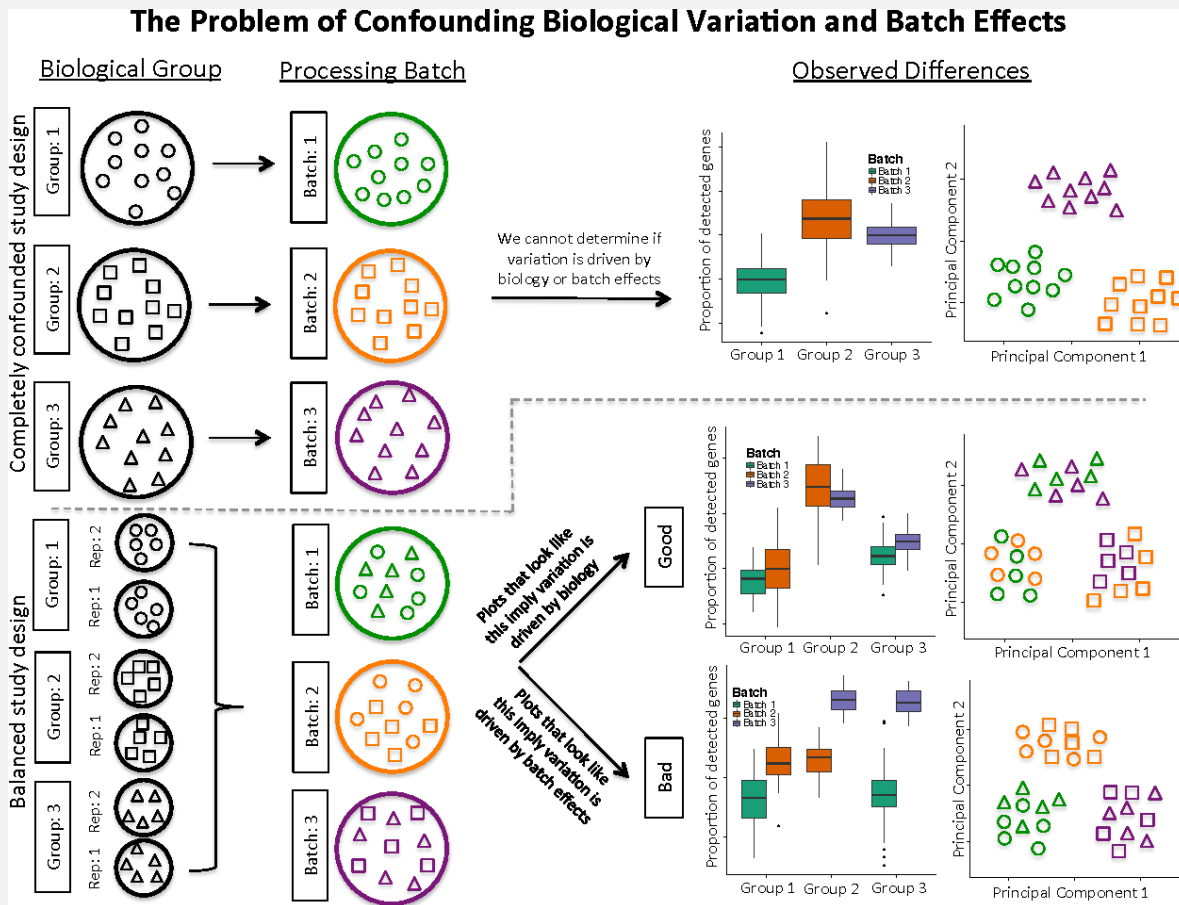 The Problem of Confounding Biological Variation and Batch Effects
Biological Group
Processing Batch
Observed Differences
Completely confounded study design
Group: 1
Batch: 1
Group: 2
Batch: 2
Group: 3
Batch: 3
We cannot determine if
variation is driven by
biology or batch effects
Proportion of detected genes
Batch
Batch 1
Batch 2
Batch 3
Group 1
Group 2
Group 3
Principal Component 2
Principal Component 1
Balanced study design
Group: 1
Rep: 2
Rep: 1
Group: 2
Rep: 2
Rep: 1
Group: 3
Rep: 2
Rep: 1
Batch: 1
Batch: 2
Batch: 3
Plots that look like
this imply variation is
driven by biology
Good
Plots that look like
this imply variation is
driven by batch effects
Bad
Proportion of detected genes
Batch
Batch 1
Batch 2
Batch 3
Group 1
Group 2
Group 3
Principal Component 2
Principal Component 1
Proportion of detected genes
Batch
Batch 1
Batch 2
Batch 3
Group 1
Group 2
Group 3
Principal Component 2
Principal Component 1